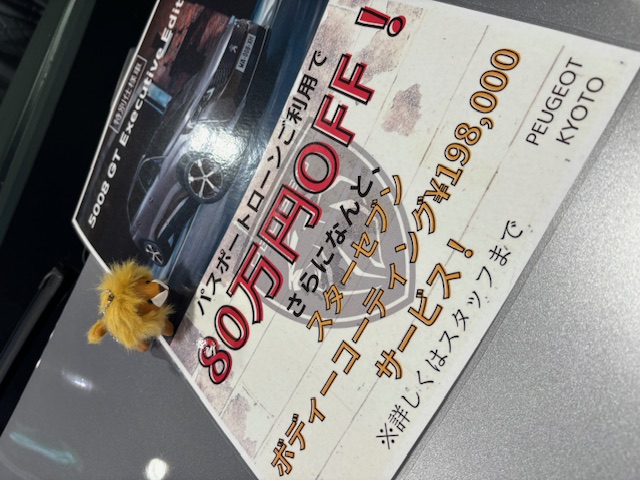 特別仕様車
5008 GT Executive Edit
パスポートローンご利用で
80万円OFF！
さらになんと、
スターセブン
ボディーコーティング¥198,000
サービス！
※詳しくはスタッフまで
PEUGEOT
KYOTO